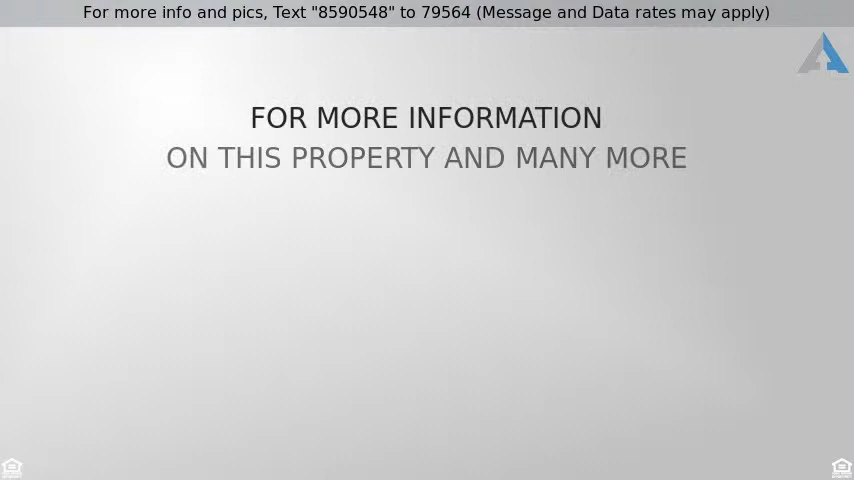 For more info and pics, Text "8590548" to 79564 (Message and Data rates may apply)
FOR MORE INFORMATION
ON THIS PROPERTY AND MANY MORE